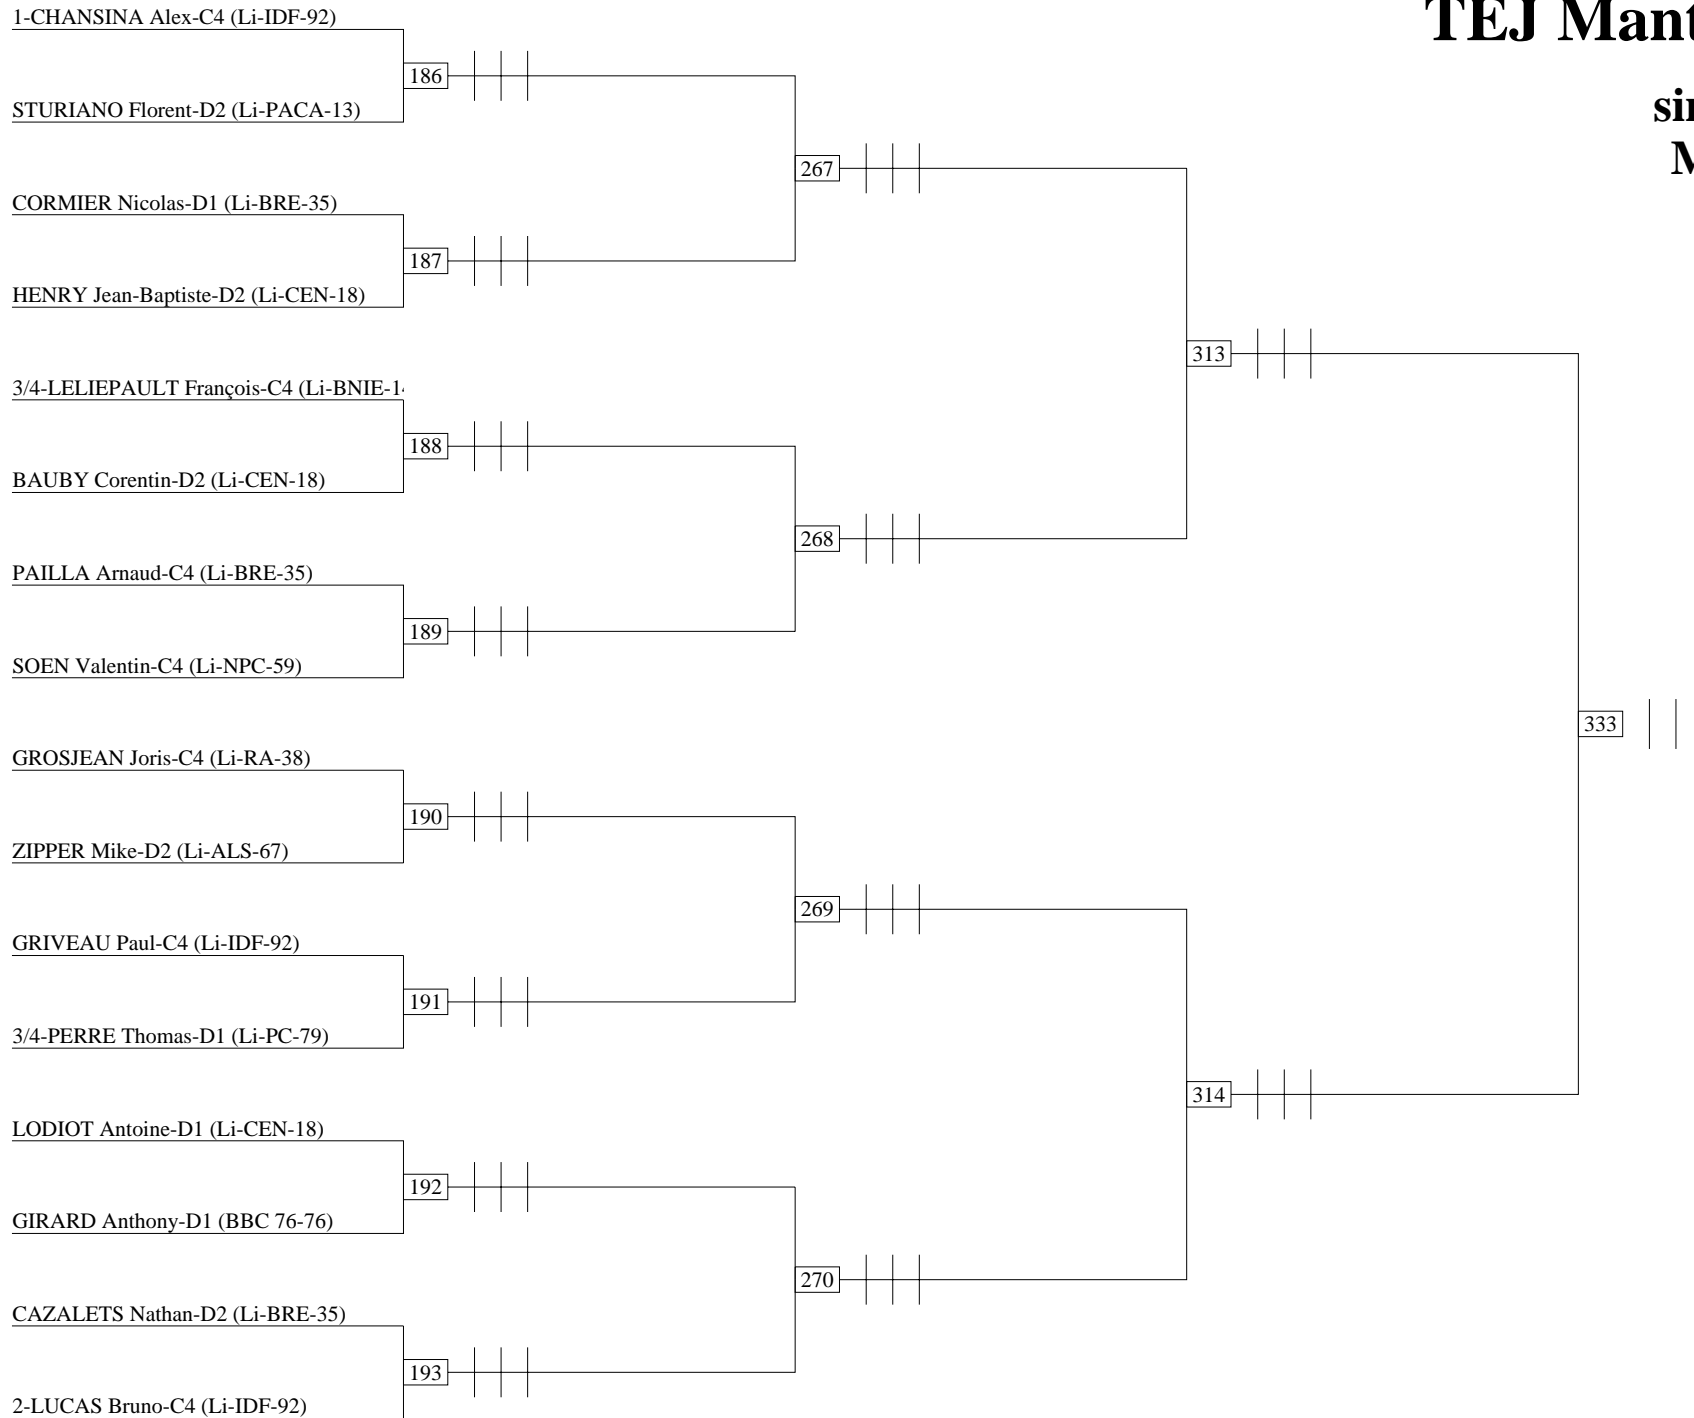 TEJ Mant
1-CHANSINA Alex-C4 (Li-IDF-92)
186
STURIANO Florent-D2 (Li-PACA-13)
267
CORMIER Nicolas-D1 (Li-BRE-35)
187
HENRY Jean-Baptiste-D2 (Li-CEN-18)
313
3/4-LELIEPAULT François-C4 (Li-BNIE-1
188
BAUBY Corentin-D2 (Li-CEN-18)
268
PAILLA Arnaud-C4 (Li-BRE-35)
189
SOEN Valentin-C4 (Li-NPC-59)
333
GROSJEAN Joris-C4 (Li-RA-38)
190
ZIPPER Mike-D2 (Li-ALS-67)
269
GRIVEAU Paul-C4 (Li-IDF-92)
191
3/4-PERRE Thomas-D1 (Li-PC-79)
314
LODIOT Antoine-D1 (Li-CEN-18)
192
GIRARD Anthony-D1 (BBC 76-76)
270
CAZALETS Nathan-D2 (Li-BRE-35)
193
2-LUCAS Bruno-C4 (Li-IDF-92)